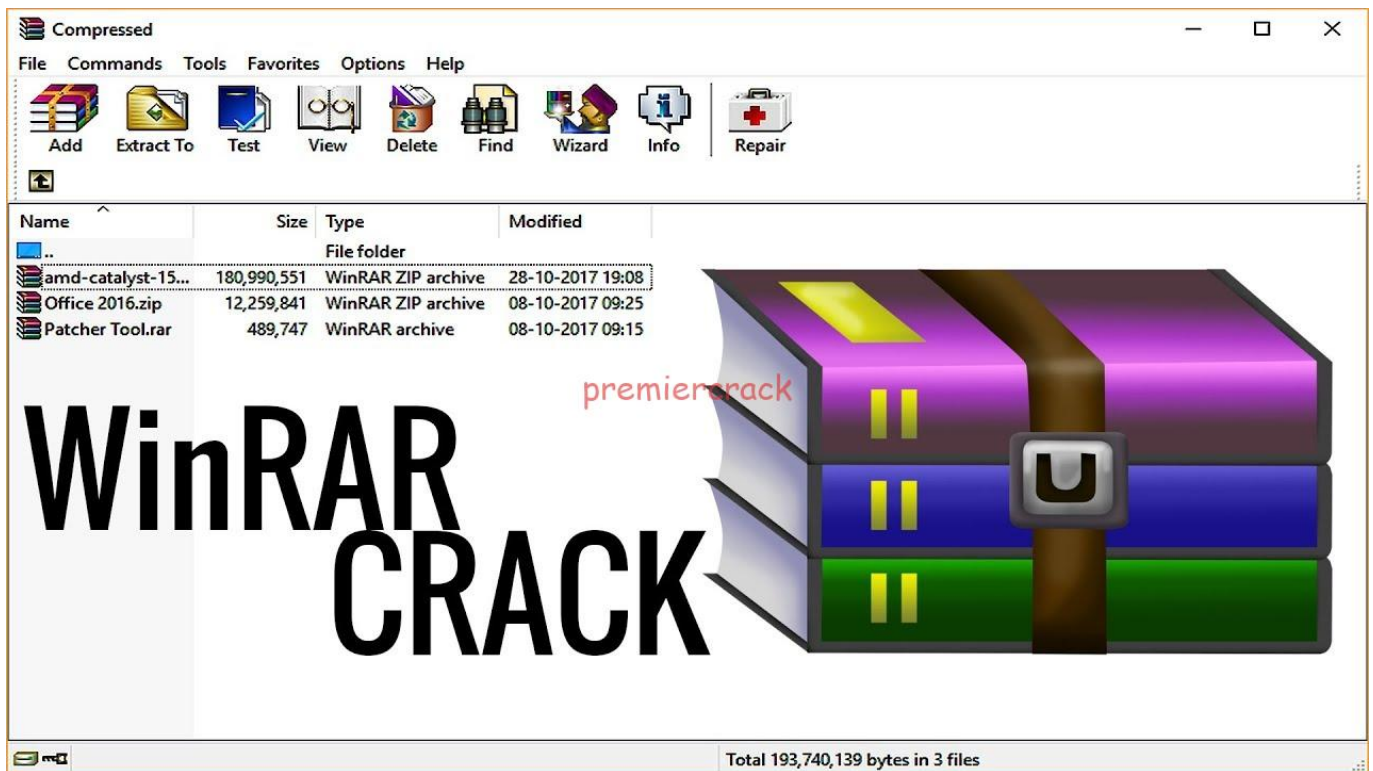 Compressed
File Commands Tools Favorites Options Help
Add Extract To Test View Delete Find Wizard Info Repair
Name Size Type Modified
.. File folder
amd-catalyst-15... 180,990,551 WinRAR ZIP archive 28-10-2017 19:08
Office 2016.zip 12,259,841 WinRAR ZIP archive 08-10-2017 09:25
Patcher Tool.rar 489,747 WinRAR archive 08-10-2017 09:15
premiercrack
WinRAR
CRACK
Total 193,740,139 bytes in 3 files